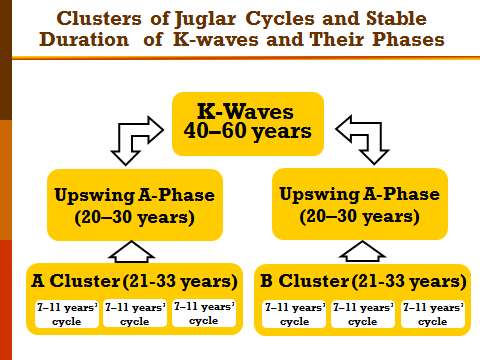 Clusters of Juglar Cycles and Stable
Duration of K-waves and Their Phases
K-Waves
40–60 years
Upswing A-Phase
(20–30 years)
Upswing A-Phase
(20–30 years)
A Cluster (21-33 years)
7–11 years’
cycle
7–11 years’
cycle
7–11 years’
cycle
B Cluster (21-33 years)
7–11 years’
cycle
7–11 years’
cycle
7–11 years’
cycle